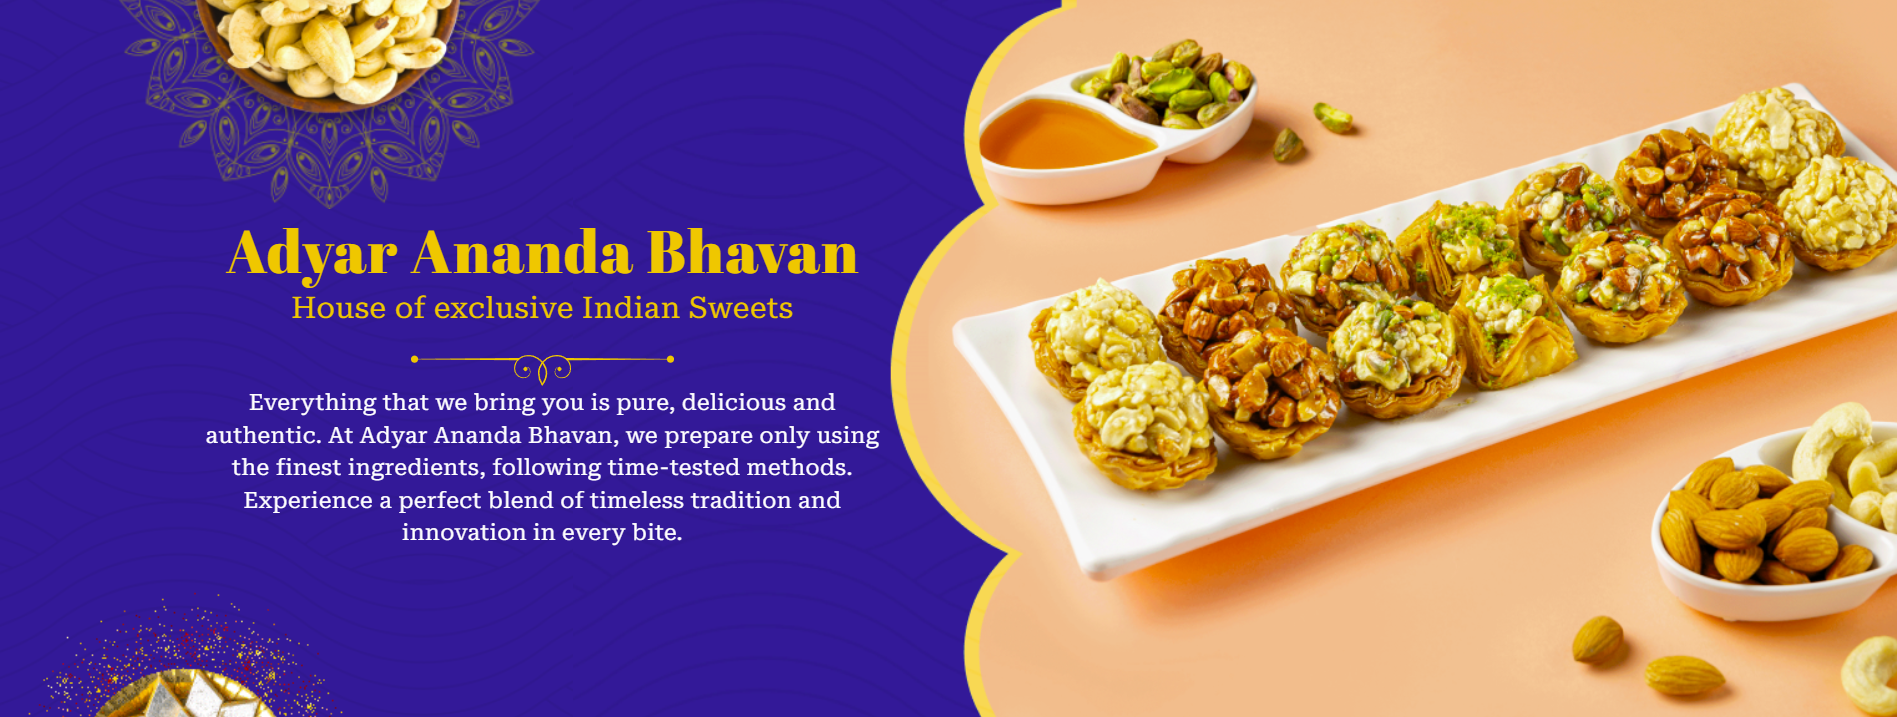 Adyar Ananda Bhavan
House of exclusive Indian Sweets
Everything that we bring you is pure, delicious and
authentic. At Adyar Ananda Bhavan, we prepare only using
the finest ingredients, following time-tested methods.
Experience a perfect blend of timeless tradition and
innovation in every bite.